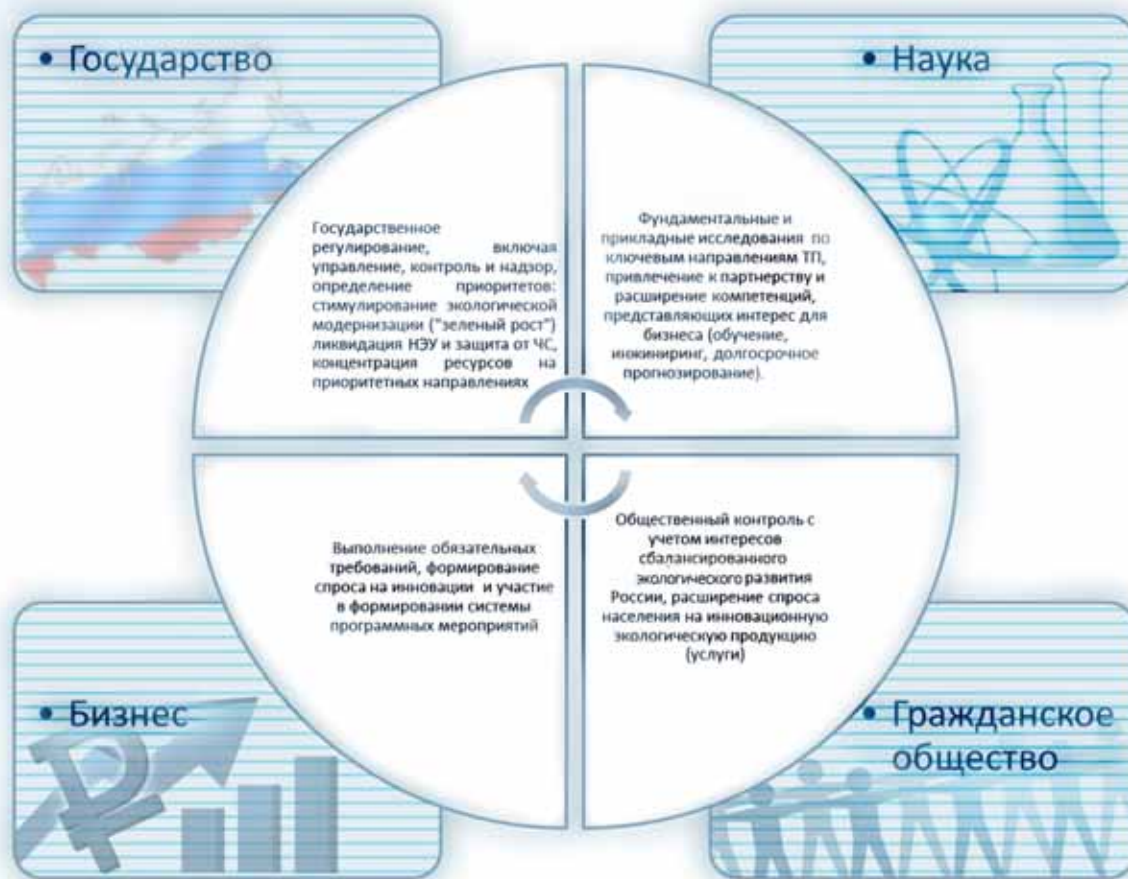 • Государство
Государственное
регулирование, включая
управление, контроль и надзор,
определение приоритетов:
стимулирование экологической
модернизации ("зеленый рост")
ликвидация НЭУ и защита от ЧС,
концентрация ресурсов на
приоритетных направлениях
• Наука
Фундаментальные и
прикладные исследования по
ключевым направлениям ТП,
привлечение к партнерству и
расширение компетенций,
представляющих интерес для
бизнеса (обучение,
инжиниринг, долгосрочное
прогнозирование).
• Бизнес
Выполнение обязательных
требований, формирование
спроса на инновации и участие
в формировании системы
программных мероприятий
• Гражданское
общество
Общественный контроль с
учетом интересов
сбалансированного
экологического развития
России, расширение спроса
населения на инновационную
экологическую продукцию
(услуги)